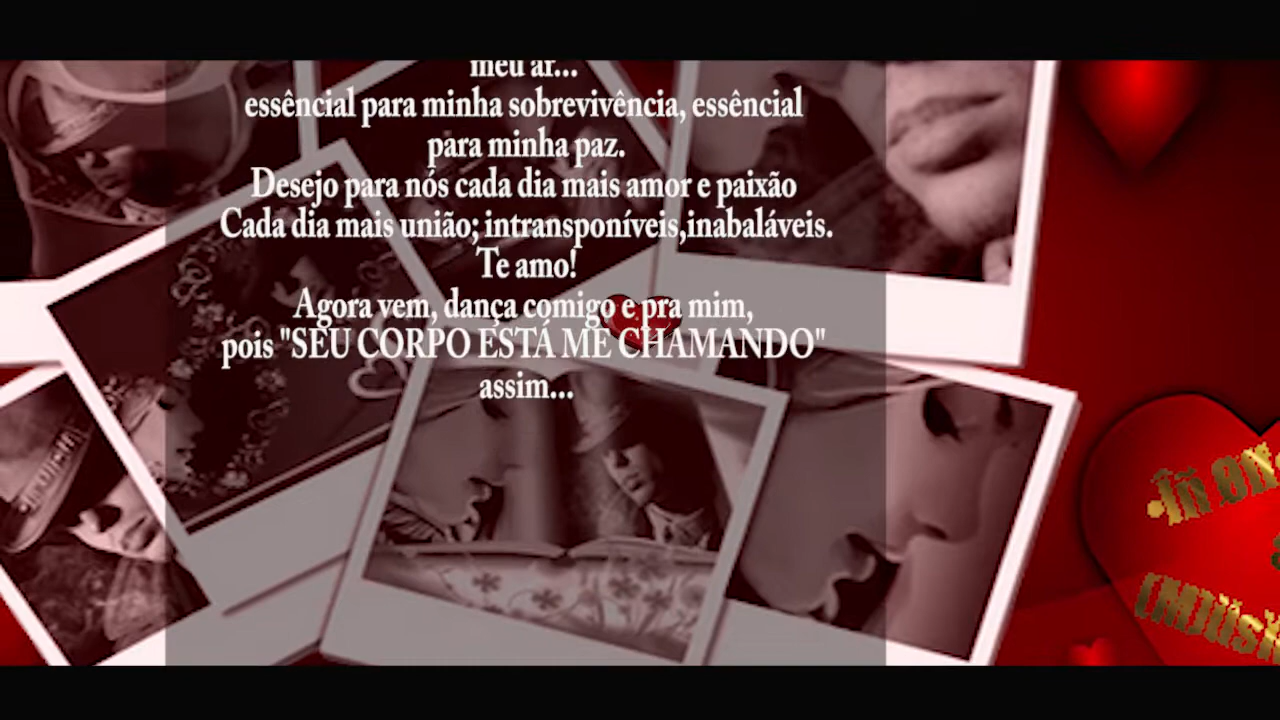 meu ar...
essêncial para minha sobrevivência, essêncial
para minha paz.
Desejo para nós cada dia mais amor e paixão
Cada dia mais união; intransponíveis,inabaláveis.
Te amo!
Agora vem, dança comigo e pra mim,
pois "SEU CORPO ESTÁ ME CHAMANDO"
assim...